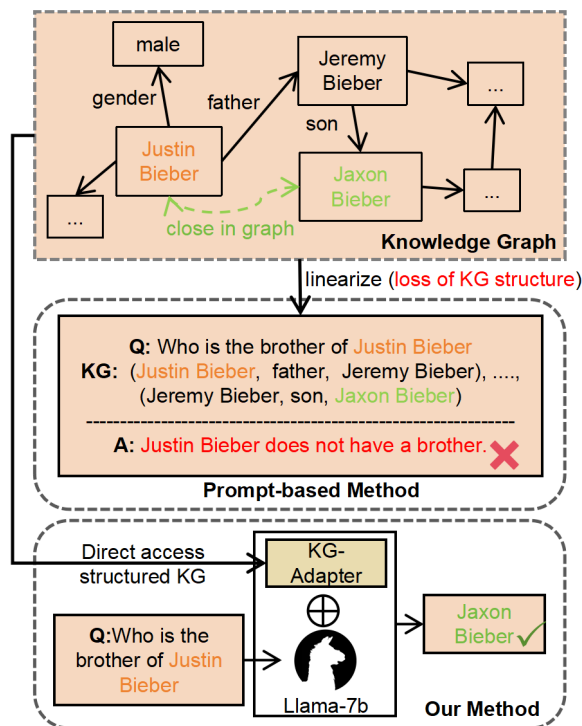 male
gender
father
Jeremy
Bieber
...
son
Justin
Bieber
Jaxon
Bieber
...
...
close in graph
Knowledge Graph
linearize (loss of KG structure)
Q: Who is the brother of Justin Bieber
KG: (Justin Bieber, father, Jeremy Bieber), ....,
(Jeremy Bieber, son, Jaxon Bieber)
A: Justin Bieber does not have a brother.
Prompt-based Method
Direct access
structured KG
KG-
Adapter
Q:Who is the
brother of Justin
Bieber
Llama-7b
Jaxon
Bieber
Our Method